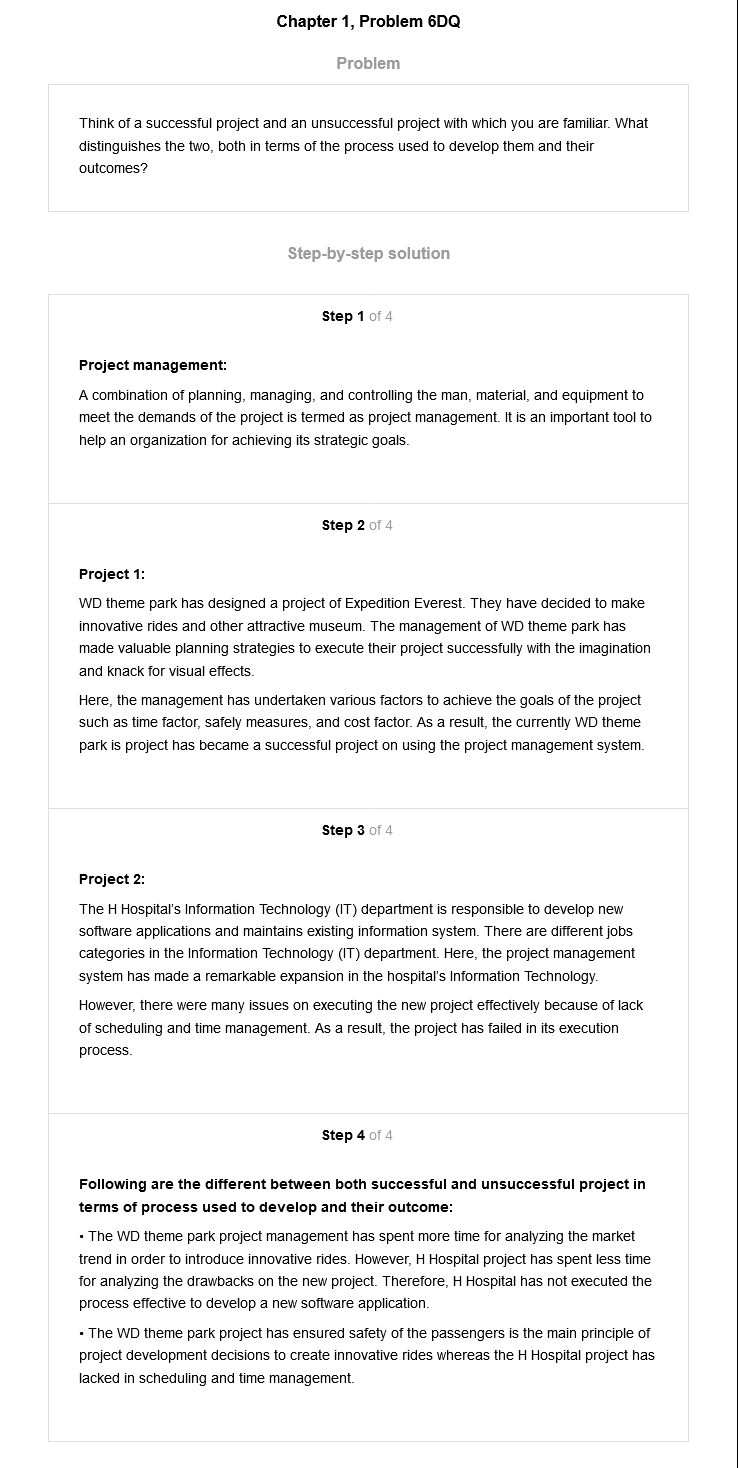 Chapter 1, Problem 6DQ
Problem
Think of a successful project and an unsuccessful project with which you are familiar. What
distinguishes the two, both in terms of the process used to develop them and their
outcomes?
Step-by-step solution
Step 1 of 4
Project management:
A combination of planning, managing, and controlling the man, material, and equipment to
meet the demands of the project is termed as project management. It is an important tool to
help an organization for achieving its strategic goals.
Step 2 of 4
Project 1:
WD theme park has designed a project of Expedition Everest. They have decided to make
innovative rides and other attractive museum. The management of WD theme park has
made valuable planning strategies to execute their project successfully with the imagination
and knack for visual effects.
Here, the management has undertaken various factors to achieve the goals of the project
such as time factor, safely measures, and cost factor. As a result, the currently WD theme
park is project has became a successful project on using the project management system.
Step 3 of 4
Project 2:
The H Hospital's Information Technology (IT) department is responsible to develop new
software applications and maintains existing information system. There are different jobs
categories in the Information Technology (IT) department. Here, the project management
system has made a remarkable expansion in the hospital's Information Technology.
However, there were many issues on executing the new project effectively because of lack
of scheduling and time management. As a result, the project has failed in its execution
process.
Step 4 of 4
Following are the different between both successful and unsuccessful project in
terms of process used to develop and their outcome:
• The WD theme park project management has spent more time for analyzing the market
trend in order to introduce innovative rides. However, H Hospital project has spent less time
for analyzing the drawbacks on the new project. Therefore, H Hospital has not executed the
process effective to develop a new software application.
• The WD theme park project has ensured safety of the passengers is the main principle of
project development decisions to create innovative rides whereas the H Hospital project has
lacked in scheduling and time management.